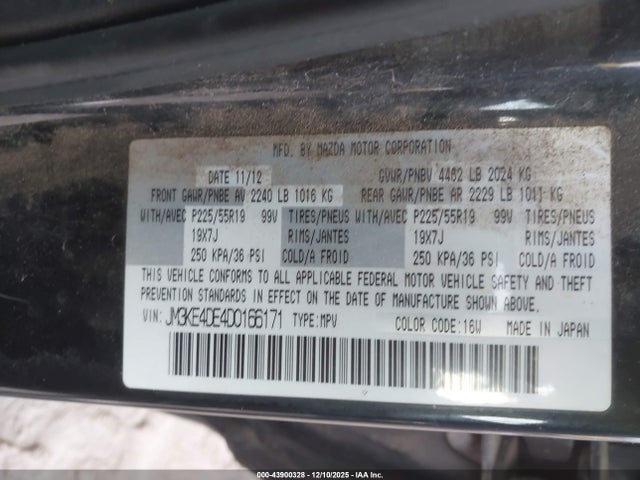 MFD. BY MAZDA MOTOR CORPORATION
DATE 11/12 GVWR/PNBV 4462 LB 2024 KG
FRONT GAWR/PNBE AV 2240 LB 1016 KG REAR GAWR/PNBE AR 2229 LB 1011 KG
WITH/AVEC P225/55R19 99V TIRES/PNEUS WITH/AVEC P225/55R19 99V TIRES/PNEUS
19X7J RIMS/JANTES 19X7J RIMS/JANTES
250 KPA/36 PSI COLD/A FROID 250 KPA/36 PSI COLD/A FROID
THIS VEHICLE CONFORMS TO ALL APPLICABLE FEDERAL MOTOR VEHICLE SAFETY AND THEFT
PREVENTION STANDARDS IN EFFECT ON THE DATE OF MANUFACTURE SHOWN ABOVE.
VIN: JM3KE4DE4D0166171 TYPE: MPV COLOR CODE: 16W MADE IN JAPAN
000-43900328 - 12/10/2025 - IAA Inc.